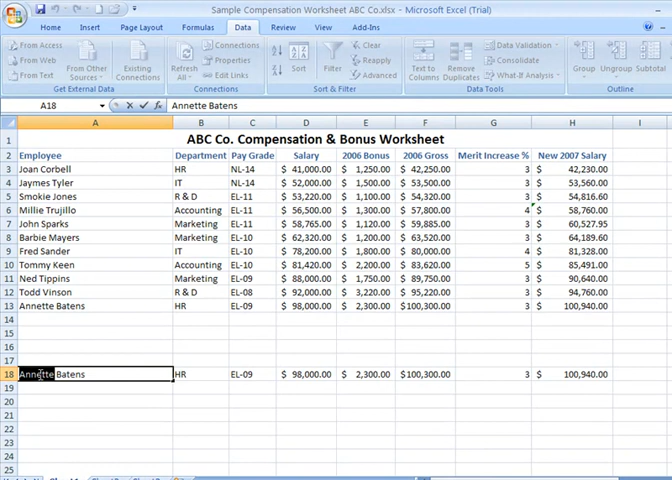 Sample Compensation Worksheet ABC Co.xlsx - Microsoft Excel (Trial)
Home Insert Page Layout Formulas Data Review View Add-Ins
From Access
From Web
From Text
From Other Sources
Existing Connections
Get External Data
Refresh All
Connections
Properties
Edit Links
Connections
Sort
Filter
Clear
Reapply
Advanced
Sort & Filter
Text to Columns
Remove Duplicates
Data Validation
Consolidate
What-If Analysis
Data Tools
Group Ungroup Subtotal
Outline
A18 fx Annette Batens
A B C D E F G H I J
1 ABC Co. Compensation & Bonus Worksheet
2 Employee Department Pay Grade Salary 2006 Bonus 2006 Gross Merit Increase % New 2007 Salary
3 Joan Corbell HR NL-14 $ 41,000.00 $ 1,250.00 $ 42,250.00 3 $ 42,230.00
4 Jaymes Tyler IT NL-14 $ 52,000.00 $ 1,500.00 $ 53,500.00 3 $ 53,560.00
5 Smokie Jones R & D EL-11 $ 53,220.00 $ 1,100.00 $ 54,320.00 3 $ 54,816.60
6 Millie Trujillo Accounting EL-11 $ 56,500.00 $ 1,300.00 $ 57,800.00 4 $ 58,760.00
7 John Sparks Marketing EL-11 $ 58,765.00 $ 1,120.00 $ 59,885.00 3 $ 60,527.95
8 Barbie Mayers Marketing EL-10 $ 62,320.00 $ 1,200.00 $ 63,520.00 3 $ 64,189.60
9 Fred Sander IT EL-10 $ 78,200.00 $ 1,800.00 $ 80,000.00 4 $ 81,328.00
10 Tommy Keen Accounting EL-10 $ 81,420.00 $ 2,200.00 $ 83,620.00 5 $ 85,491.00
11 Ned Tippins Marketing EL-09 $ 88,000.00 $ 1,750.00 $ 89,750.00 3 $ 90,640.00
12 Todd Vinson R & D EL-08 $ 92,000.00 $ 3,220.00 $ 95,220.00 3 $ 94,760.00
13 Annette Batens HR EL-09 $ 98,000.00 $ 2,300.00 $100,300.00 3 $ 100,940.00
14
15
16
17
18 Annette Batens HR EL-09 $ 98,000.00 $ 2,300.00 $100,300.00 3 $ 100,940.00
19
20
21
22
23
24
25